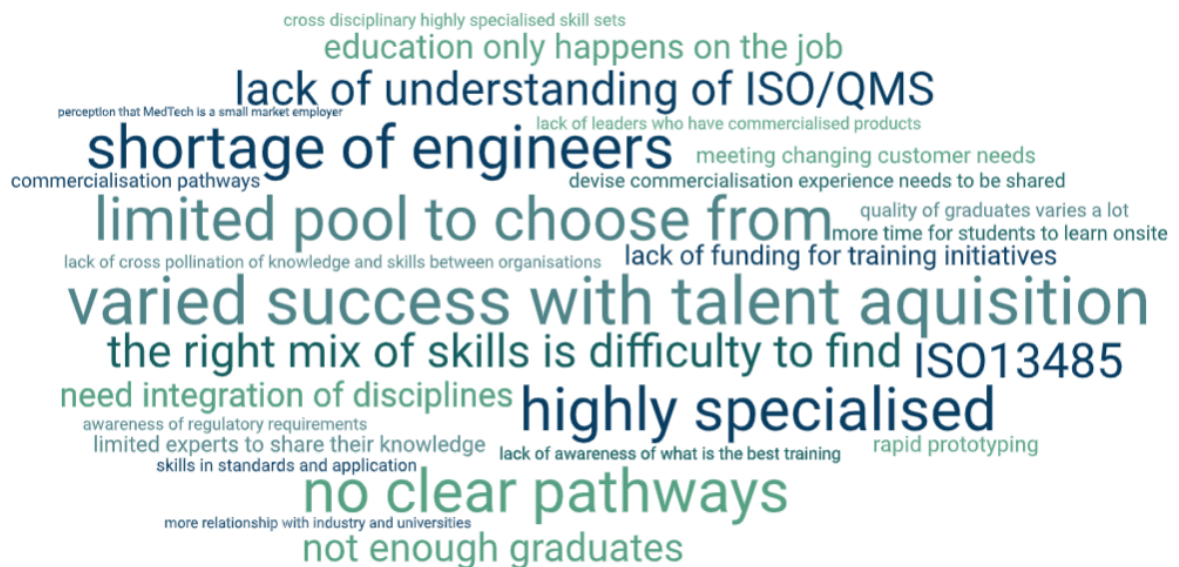 cross disciplinary highly specialised skill sets
education only happens on the job
lack of understanding of ISO/QMS
perception that MedTech is a small market employer
lack of leaders who have commercialised products
shortage of engineers
meeting changing customer needs
commercialisation pathways
devise commercialisation experience needs to be shared
limited pool to choose from
quality of graduates varies a lot
more time for students to learn onsite
lack of cross pollination of knowledge and skills between organisations
lack of funding for training initiatives
varied success with talent aquisition
the right mix of skills is difficulty to find
ISO13485
need integration of disciplines
highly specialised
awareness of regulatory requirements
limited experts to share their knowledge
lack of awareness of what is the best training
rapid prototyping
skills in standards and application
no clear pathways
more relationship with industry and universities
not enough graduates